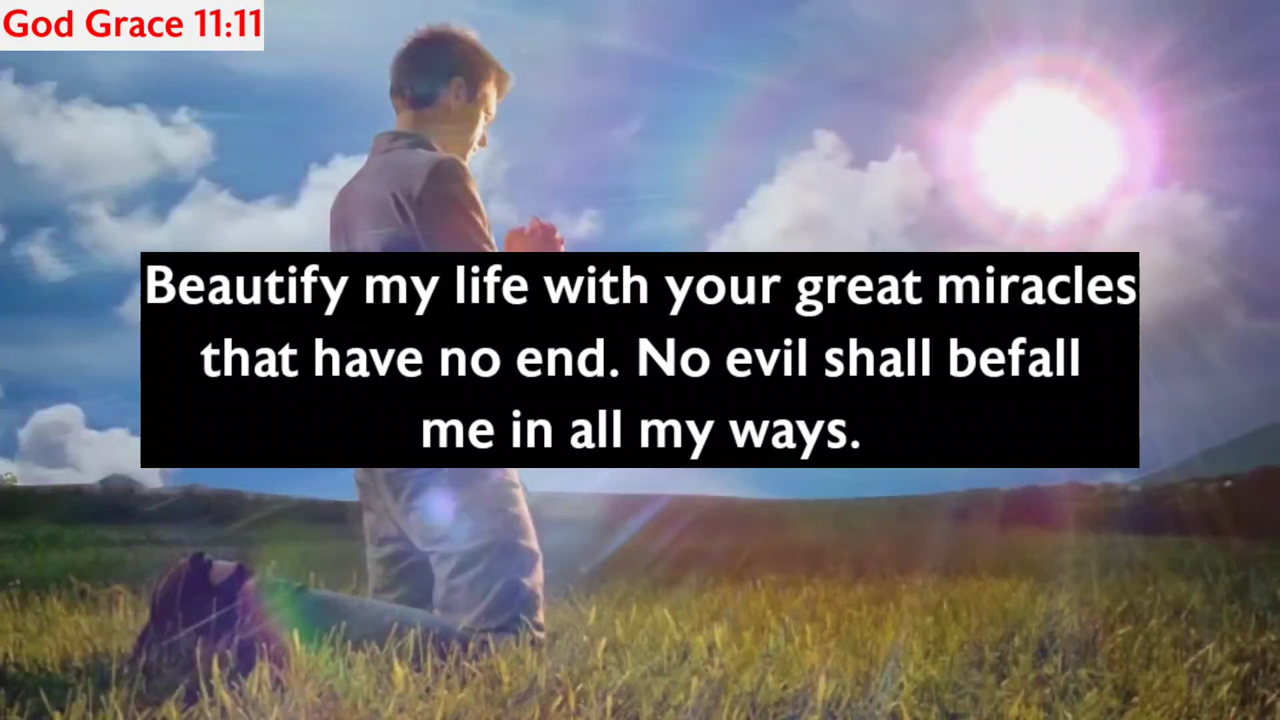 God Grace 11:11
Beautify my life with your great miracles
that have no end. No evil shall befall
me in all my ways.